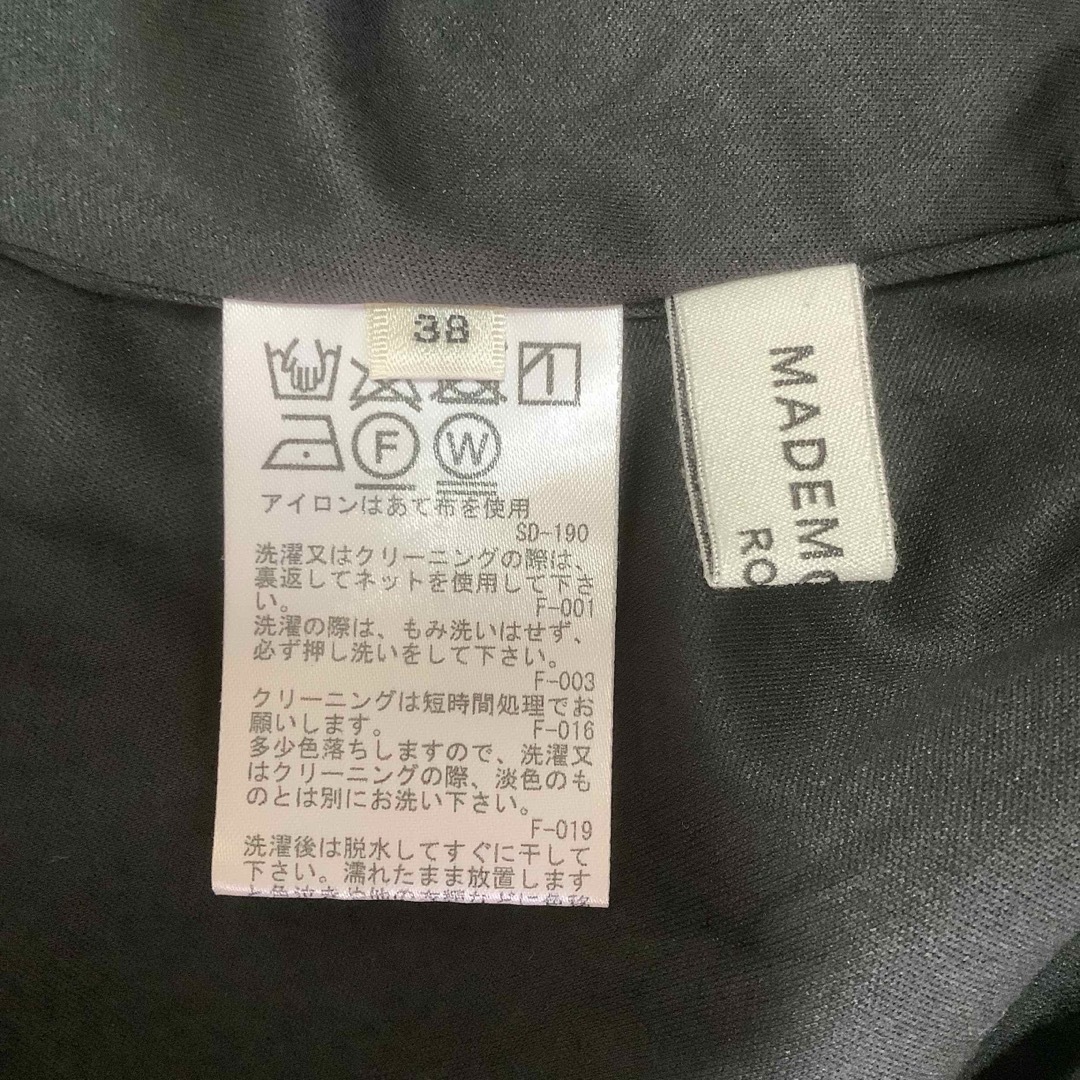 38
F W
アイロンはあて布を使用
SD-190
洗濯又はクリーニングの際は、
裏返してネットを使用して下さ
い。 F-001
洗濯の際は、もみ洗いはせず、
必ず押し洗いをして下さい。
F-003
クリーニングは短時間処理でお
願いします。 F-016
多少色落ちしますので、洗濯又
はクリーニングの際、淡色のも
のとは別にお洗い下さい。
F-019
洗濯後は脱水してすぐに干して
下さい。濡れたまま放置します
MADEMO
RO